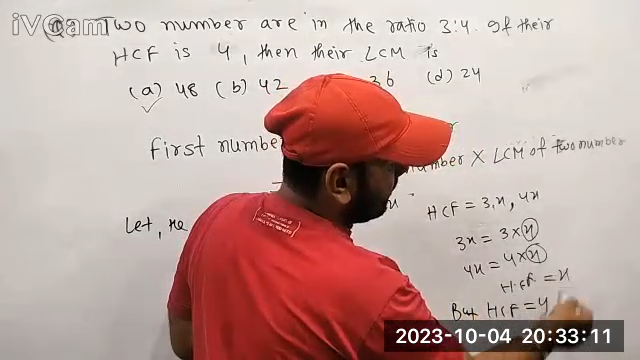 iVCam
Two number are in the ratio 3:4. If their
HCF is 4, then their LCM is
(a) 48 (b) 42 36 (d) 24
First number
number X LCM of two number
HCF = 3x, 4x
Let, the
3x = 3 × x
4x = 4 × x
HCF = x
But HCF = 4
2023-10-04 20:33:11